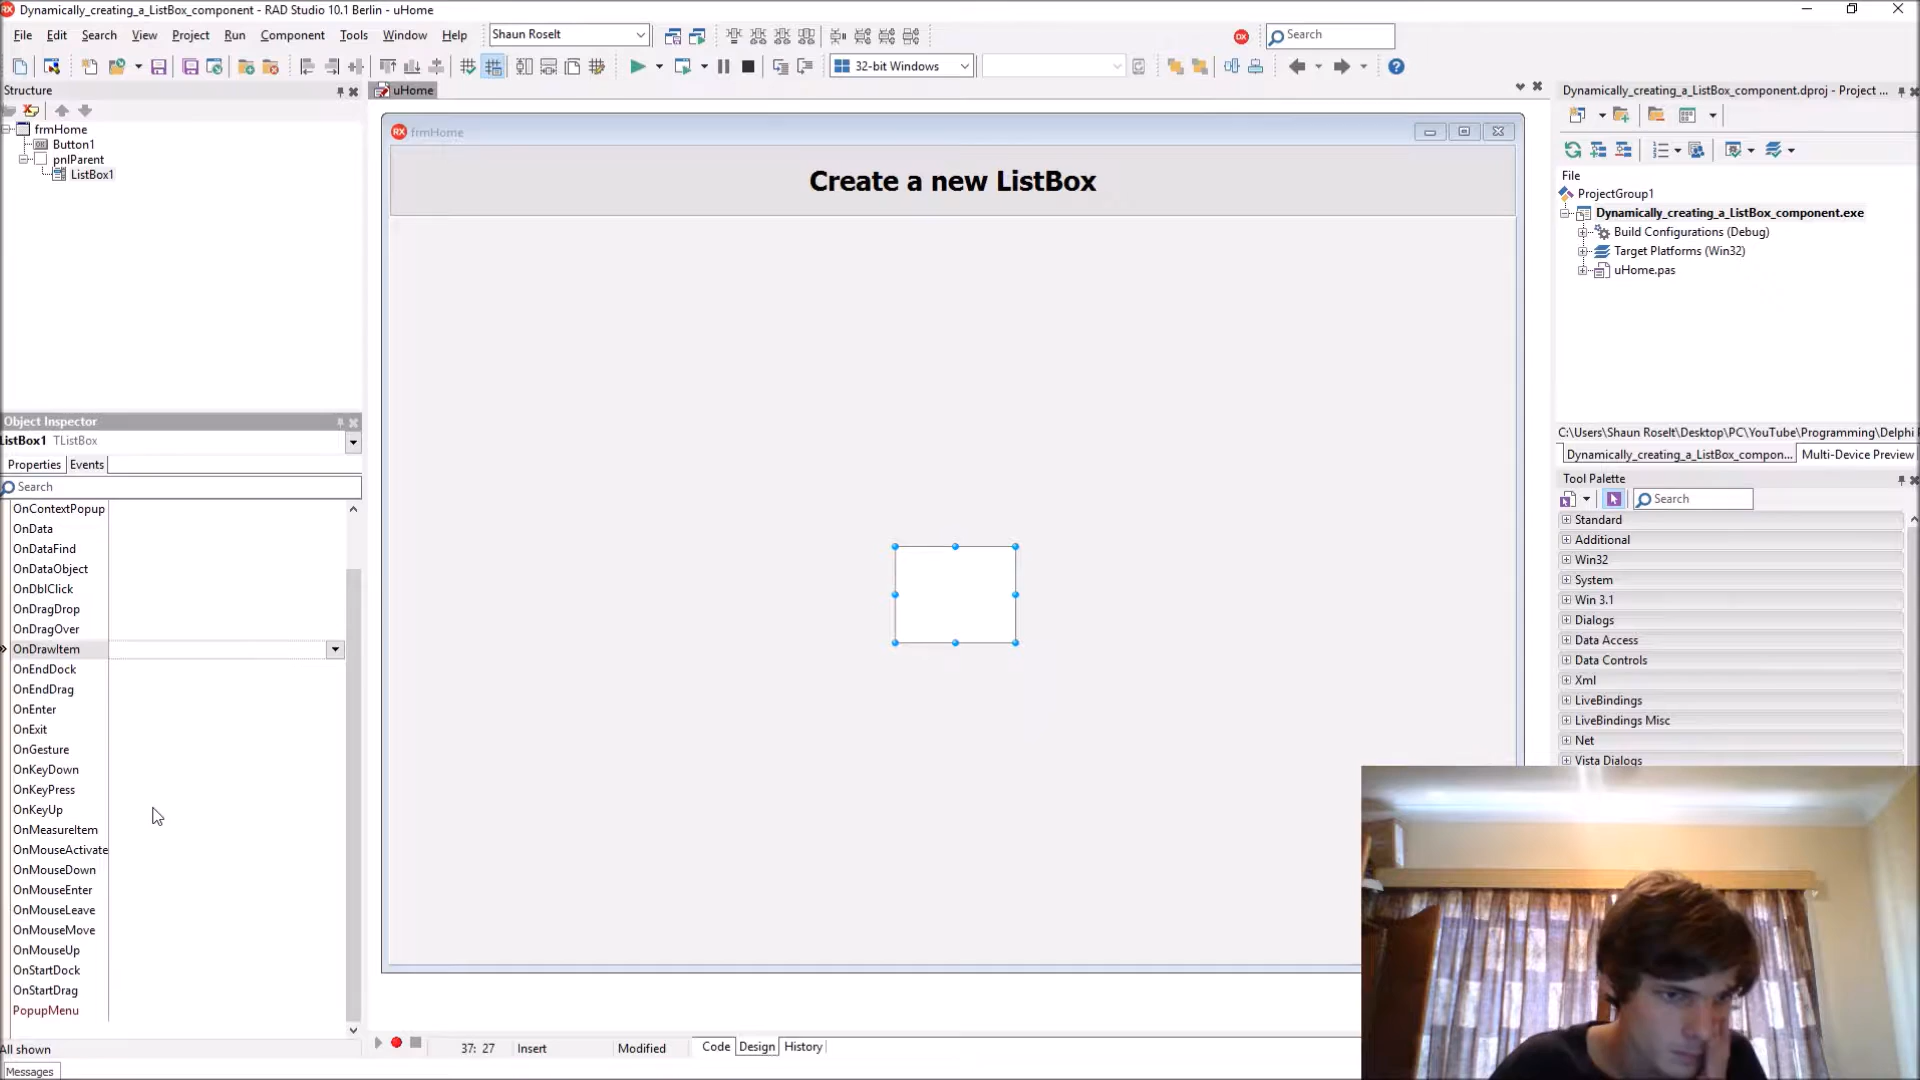 Dynamically_creating_a_ListBox_component - RAD Studio 10.1 Berlin - uHome
File Edit Search View Project Run Component Tools Window Help
Shaun Roselt
Search
32-bit Windows
Structure
frmHome
Button1
pnlParent
ListBox1
Object Inspector
ListBox1 TListBox
Properties Events
Search
OnContextPopup
OnData
OnDataFind
OnDataObject
OnDblClick
OnDragDrop
OnDragOver
OnDrawItem
OnEndDock
OnEndDrag
OnEnter
OnExit
OnGesture
OnKeyDown
OnKeyPress
OnKeyUp
OnMeasureItem
OnMouseActivate
OnMouseDown
OnMouseEnter
OnMouseLeave
OnMouseMove
OnMouseUp
OnStartDock
OnStartDrag
PopupMenu
All shown
Messages
uHome
frmHome
Create a new ListBox
37: 27 Insert Modified Code Design History
Dynamically_creating_a_ListBox_component.dproj - Project ...
File
ProjectGroup1
Dynamically_creating_a_ListBox_component.exe
Build Configurations (Debug)
Target Platforms (Win32)
uHome.pas
C:\Users\Shaun Roselt\Desktop\PC\YouTube\Programming\Delphi
Dynamically_creating_a_ListBox_compon... Multi-Device Preview
Tool Palette
Search
Standard
Additional
Win32
System
Win 3.1
Dialogs
Data Access
Data Controls
Xml
LiveBindings
LiveBindings Misc
Net
Vista Dialogs